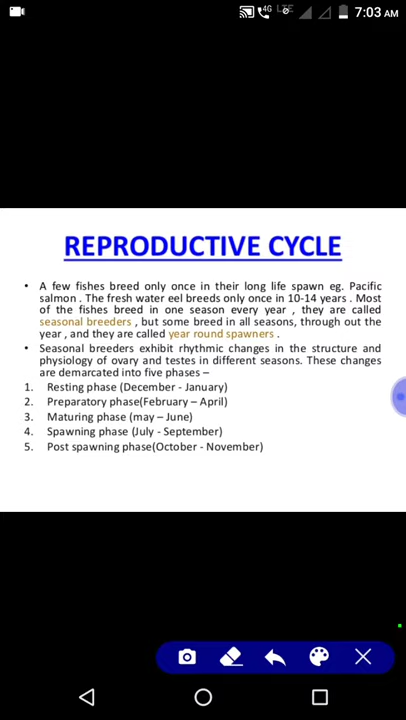 4G LTE 7:03 AM
REPRODUCTIVE CYCLE
• A few fishes breed only once in their long life spawn eg. Pacific
salmon . The fresh water eel breeds only once in 10-14 years . Most
of the fishes breed in one season every year , they are called
seasonal breeders , but some breed in all seasons, through out the
year , and they are called year round spawners .
• Seasonal breeders exhibit rhythmic changes in the structure and
physiology of ovary and testes in different seasons. These changes
are demarcated into five phases –
1. Resting phase (December - January)
2. Preparatory phase(February – April)
3. Maturing phase (may – June)
4. Spawning phase (July - September)
5. Post spawning phase(October - November)